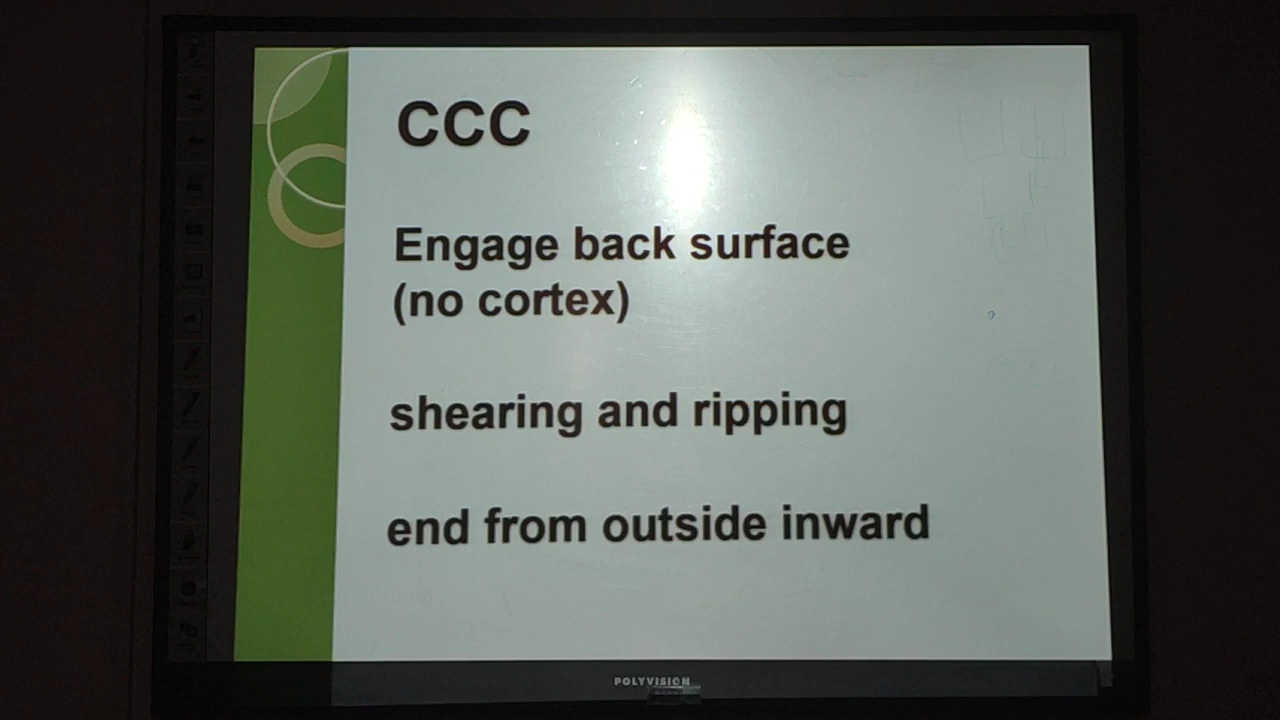 CCC
Engage back surface
(no cortex)
shearing and ripping
end from outside inward
POLYVISION